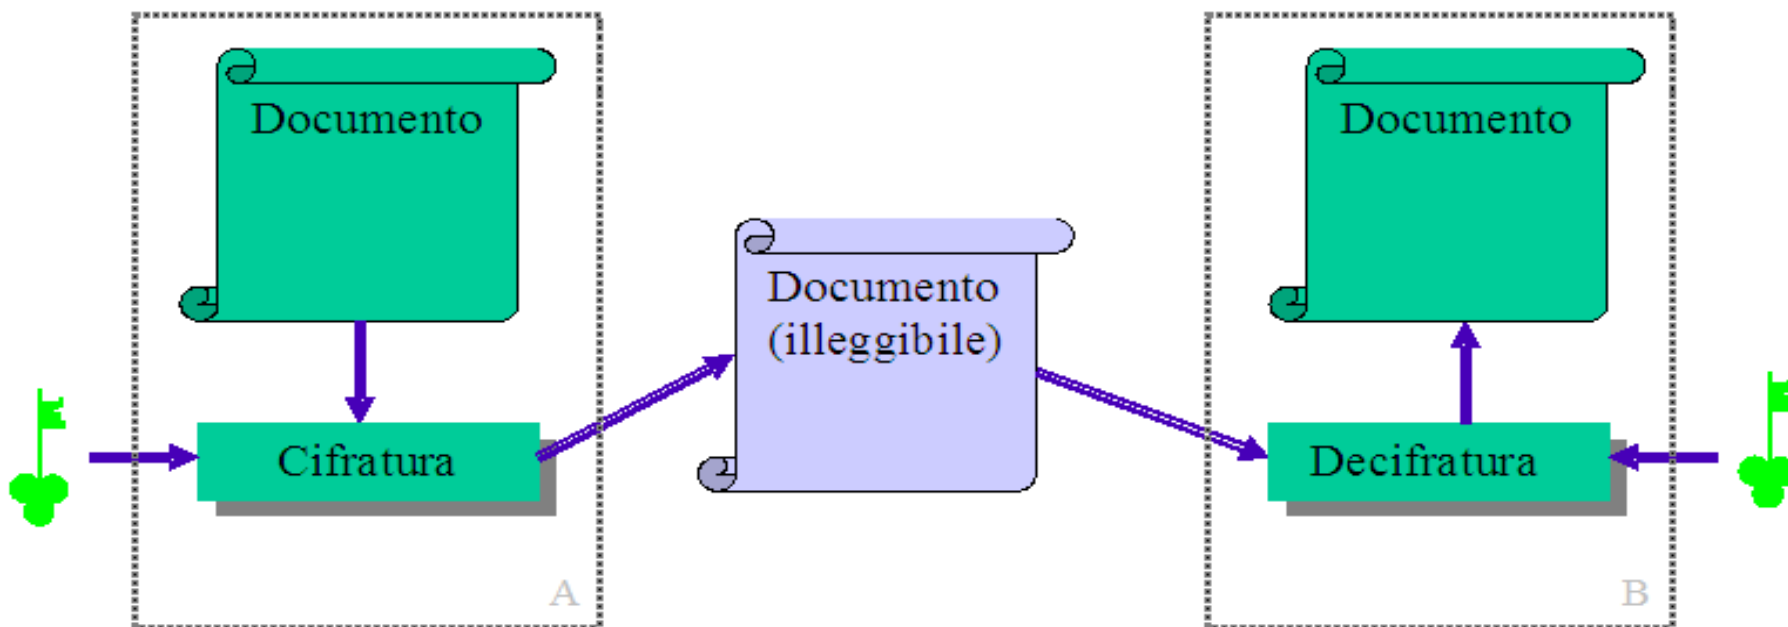 Documento
Cifratura
A
Documento
(illeggibile)
Documento
Decifratura
B